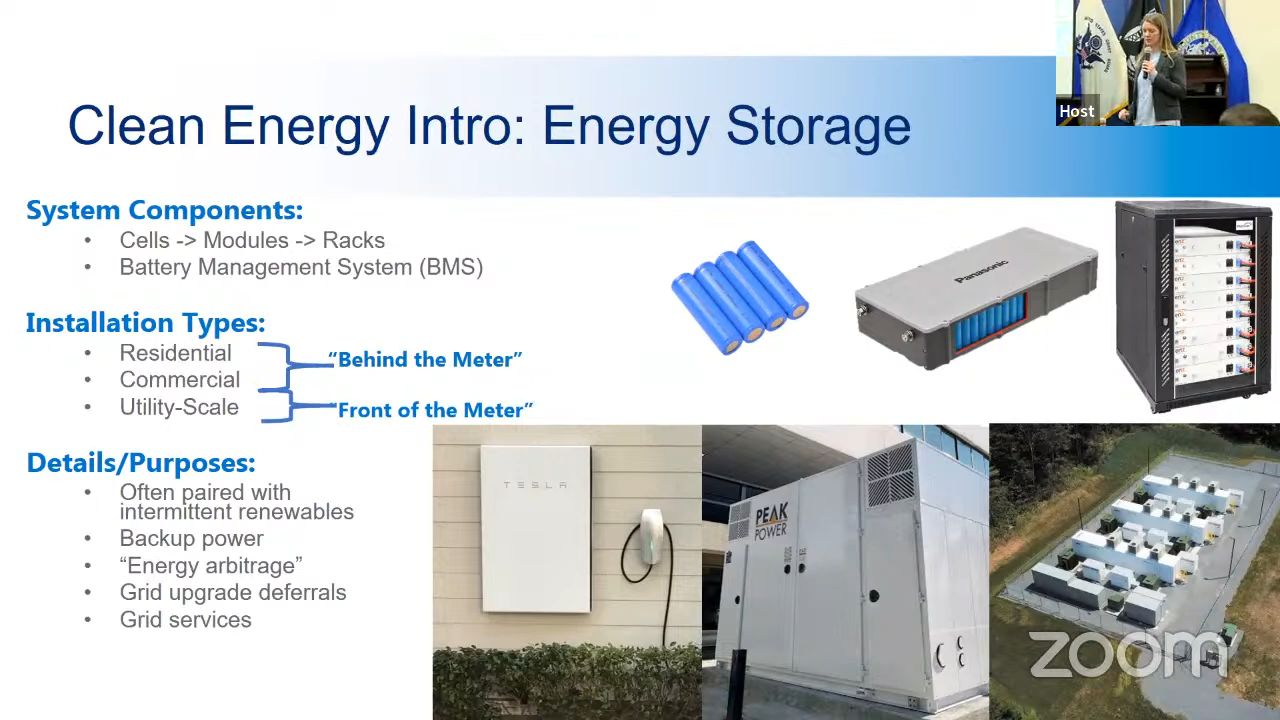 Host
Clean Energy Intro: Energy Storage
System Components:
• Cells -> Modules -> Racks
• Battery Management System (BMS)
Installation Types:
• Residential
• Commercial
• Utility-Scale
“Behind the Meter”
“Front of the Meter”
Details/Purposes:
• Often paired with
intermittent renewables
• Backup power
• “Energy arbitrage”
• Grid upgrade deferrals
• Grid services
Panasonic
TESLA
PEAK
POWER
zoom